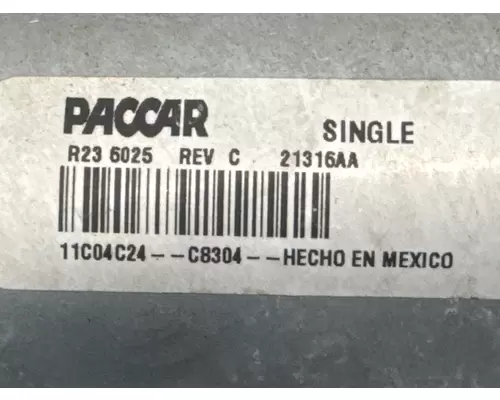 PACCAR SINGLE
R23 6025 REV C 21316AA
11C04C24--C8304--HECHO EN MEXICO